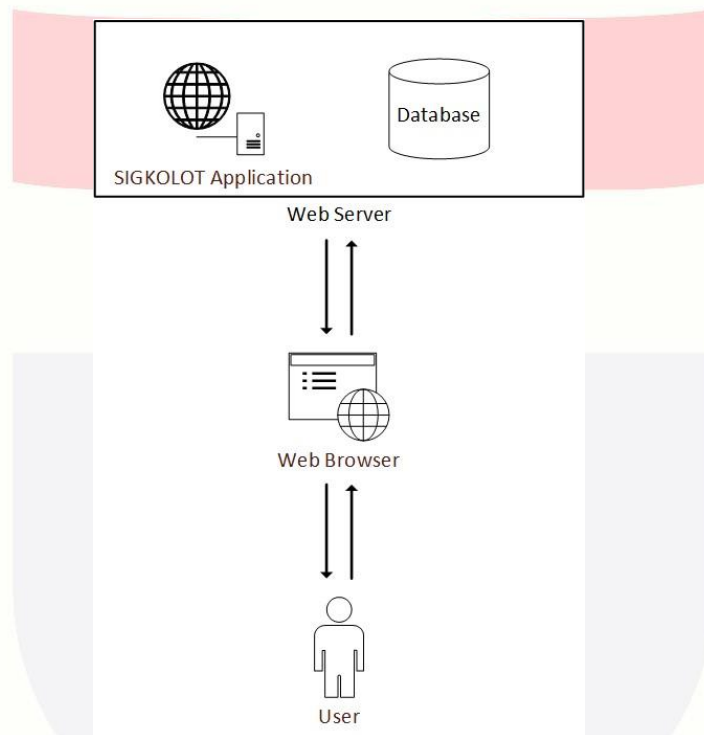 Database
SIGKOLOT Application
Web Server
Web Browser
User